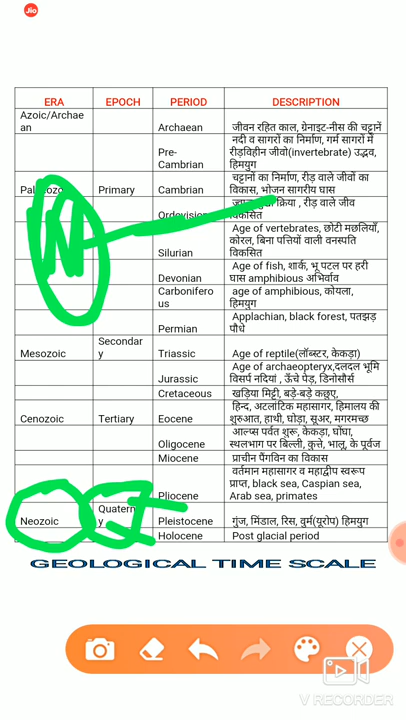 Jio
ERA EPOCH PERIOD DESCRIPTION
Azoic/Archae
an Archaean जीवन रहित काल, ग्रेनाइट-नीस की चट्टानें
नदी व सागरों का निर्माण, गर्म सागरों में
Pre- रीड़विहीन जीवो(invertebrate) उद्भव,
Cambrian हिमयुग
चट्टानों का निर्माण, रीड़ वाले जीवों का
Primary Cambrian विकास, भोजन सागरीय घास
क्रिया , रीड़ वाले जीव
Ordovision विकसित
Age of vertebrates, छोटी मछलियाँ,
कोरल, बिना पत्तियों वाली वनस्पति
Silurian विकसित
Age of fish, शार्क, भू पटल पर हरी
Devonian घास amphibious अभिर्वाव
Carbonifero age of amphibious, कोयला,
us हिमयुग
Applachian, black forest, पतझड़
Permian पौधे
Secondar
Mesozoic y Triassic Age of reptile(लॉब्स्टर, केकड़ा)
Age of archaeopteryx,दलदल भूमि
Jurassic विसर्प नदियां, ऊँचे पेड़, डिनोसौर्स
Cretaceous खड़िया मिट्टी, बड़े-बड़े कछुए,
हिन्द, अटलांटिक महासागर, हिमालय की
Cenozoic Tertiary Eocene शुरुआत, हाथी, घोड़ा, सूअर, मगरमच्छ
आल्प्स पर्वत शुरू, केकड़ा, घोंघा,
Oligocene स्थलभाग पर बिल्ली, कुत्ते, भालू, के पूर्वज
Miocene प्राचीन पैंगविन का विकास
वर्तमान महासागर व महाद्वीप स्वरूप
प्राप्त, black sea, Caspian sea,
Pliocene Arab sea, primates
Quatern
Neozoic y Pleistocene गुंज, मिंडाल, रिस, वुर्म(यूरोप) हिमयुग
Holocene Post glacial period
GEOLOGICAL TIME SCALE
V RECORDER